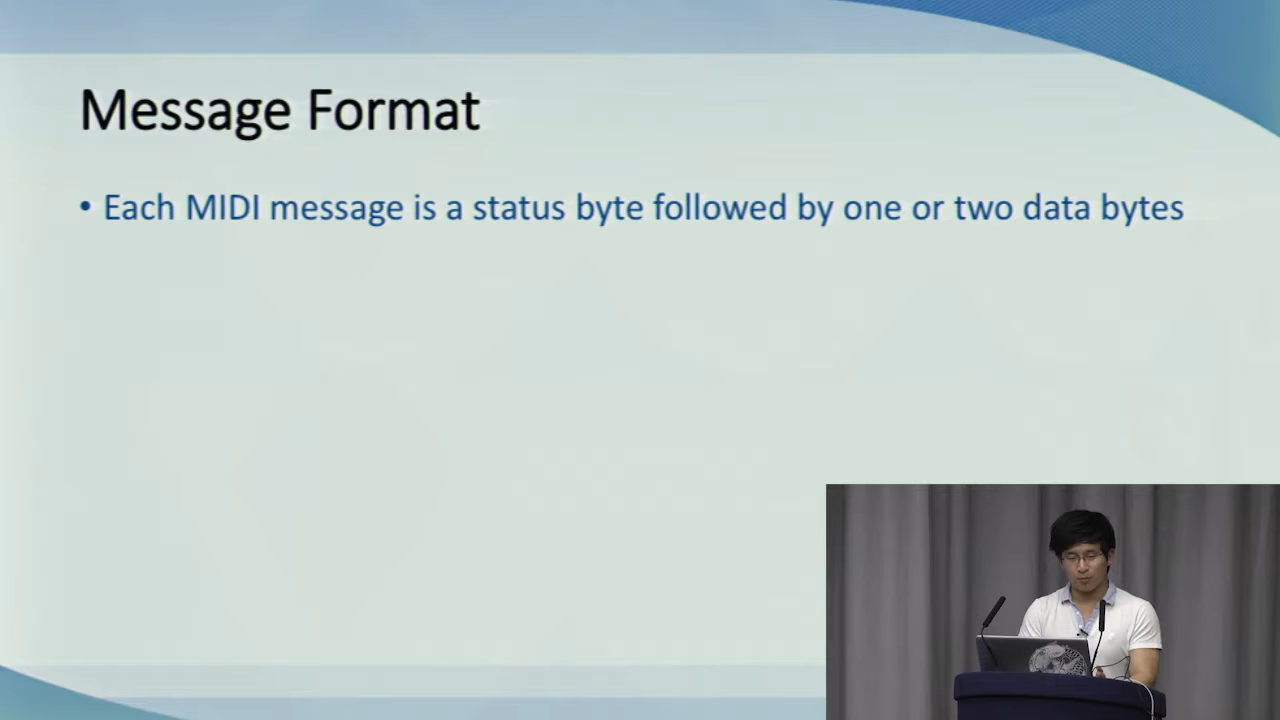 Message Format
• Each MIDI message is a status byte followed by one or two data bytes